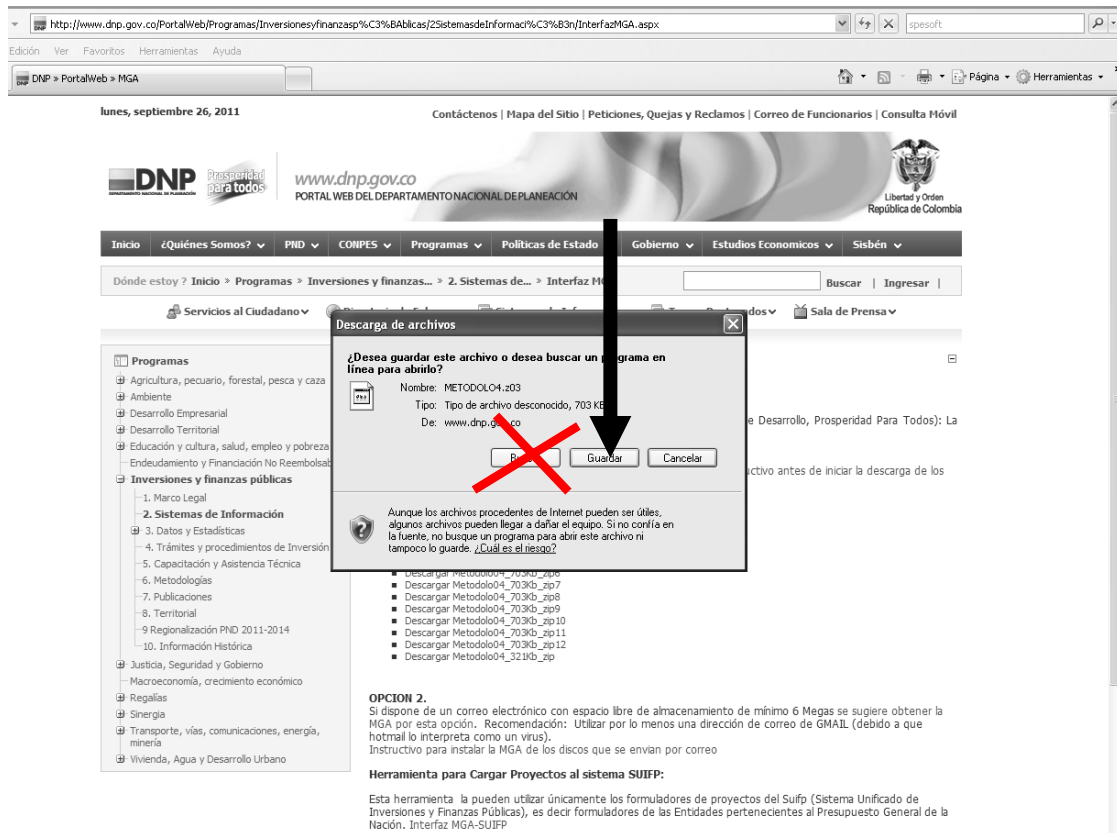 http://www.dnp.gov.co/PortalWeb/Programas/Inversionesyfinanzasp%C3%BAblicas/2SistemasdeInformaci%C3%B3n/InterfazMGA.aspx
spesoft
Edición Ver Favoritos Herramientas Ayuda
DNP » PortalWeb » MGA
Página Herramientas
lunes, septiembre 26, 2011
Contáctenos | Mapa del Sitio | Peticiones, Quejas y Reclamos | Correo de Funcionarios | Consulta Móvil
DNP
DEPARTAMENTO NACIONAL DE PLANEACIÓN
Prosperidad
para todos
www.dnp.gov.co
PORTAL WEB DEL DEPARTAMENTO NACIONAL DE PLANEACIÓN
Libertad y Orden
República de Colombia
Inicio ¿Quiénes Somos? PND CONPES Programas Políticas de Estado Gobierno Estudios Economicos Sisbén
Dónde estoy ? Inicio » Programas » Inversiones y finanzas... » 2. Sistemas de... » Interfaz
Buscar | Ingresar |
Servicios al Ciudadano
Sala de Prensa
Descarga de archivos
¿Desea guardar este archivo o desea buscar un programa en
línea para abrirlo?
Nombre: METODOLO4.z03
Tipo: Tipo de archivo desconocido, 703 KB
De: www.dnp.gov.co
Guardar
Cancelar
Aunque los archivos procedentes de Internet pueden ser útiles,
algunos archivos pueden llegar a dañar el equipo. Si no confía en
la fuente, no busque un programa para abrir este archivo ni
tampoco lo guarde. ¿Cuál es el riesgo?
Programas
Agricultura, pecuario, forestal, pesca y caza
Ambiente
Desarrollo Empresarial
Desarrollo Territorial
Educación y cultura, salud, empleo y pobreza
Endeudamiento y Financiación No
Inversiones y finanzas públicas
1. Marco Legal
2. Sistemas de Información
3. Datos y Estadísticas
4. Trámites y procedimientos de Inversión
5. Capacitación y Asistencia Técnica
6. Metodologías
7. Publicaciones
8. Territorial
9 Regionalización PND 2011-2014
10. Información Histórica
Justicia, Seguridad y Gobierno
Macroeconomía, crecimiento económico
Regalías
Sinergia
Transporte, vías, comunicaciones, energía,
minería
Vivienda, Agua y Desarrollo Urbano
e Desarrollo, Prosperidad Para Todos): La
uctivo antes de iniciar la descarga de los
Descargar Metodolo04_703Kb_zip6
Descargar Metodolo04_703Kb_zip7
Descargar Metodolo04_703Kb_zip8
Descargar Metodolo04_703Kb_zip9
Descargar Metodolo04_703Kb_zip10
Descargar Metodolo04_703Kb_zip11
Descargar Metodolo04_703Kb_zip12
Descargar Metodolo04_321Kb_zip
OPCION 2.
Si dispone de un correo electrónico con espacio libre de almacenamiento de mínimo 6 Megas se sugiere obtener la
MGA por esta opción. Recomendación: Utilizar por lo menos una dirección de correo de GMAIL (debido a que
hotmail lo interpreta como un virus).
Instructivo para instalar la MGA de los discos que se envian por correo
Herramienta para Cargar Proyectos al sistema SUIFP:
Esta herramienta la pueden utilizar únicamente los formuladores de proyectos del Suifp (Sistema Unificado de
Inversiones y Finanzas Públicas), es decir formuladores de las Entidades pertenecientes al Presupuesto General de la
Nación. Interfaz MGA-SUIFP